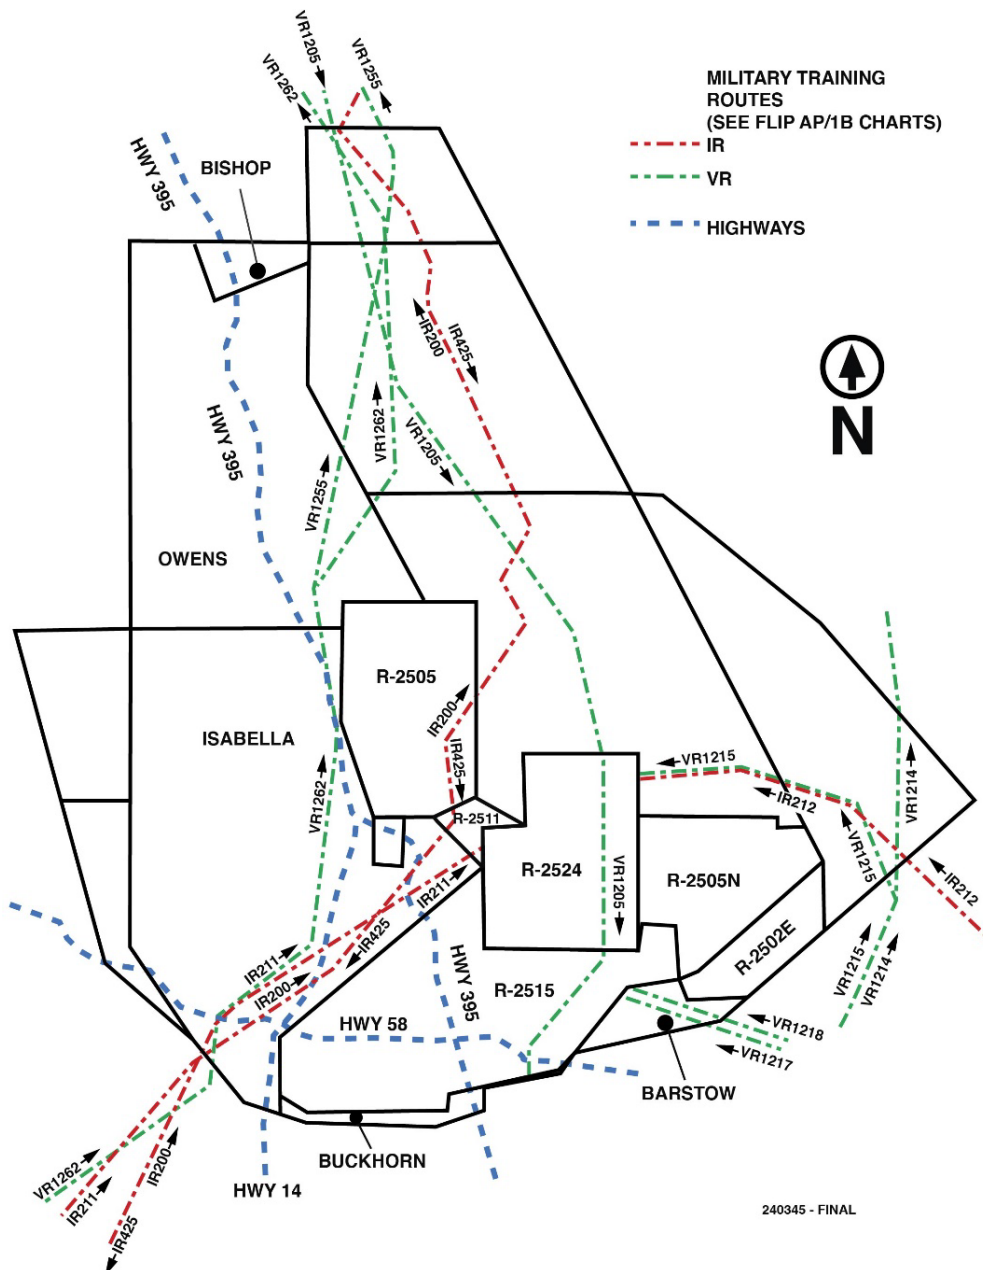 VR1205
VR1262
VR1255
MILITARY TRAINING
ROUTES
(SEE FLIP AP/1B CHARTS)
IR
VR
HIGHWAYS
HWY 395
BISHOP
IR200
IR425
N
HWY 395
VR1262
VR1205
VR1255
OWENS
R-2505
ISABELLA
IR200
IR425
VR1215
IR212
VR1214
VR1262
R-2511
R-2524
VR1205
R-2505N
VR1215
IR212
IR211
IR425
R-2502E
IR211
IR200
HWY 395
R-2515
VR1215
VR1214
HWY 58
VR1218
VR1217
BARSTOW
BUCKHORN
VR1262
IR211
IR200
IR425
HWY 14
240345 - FINAL